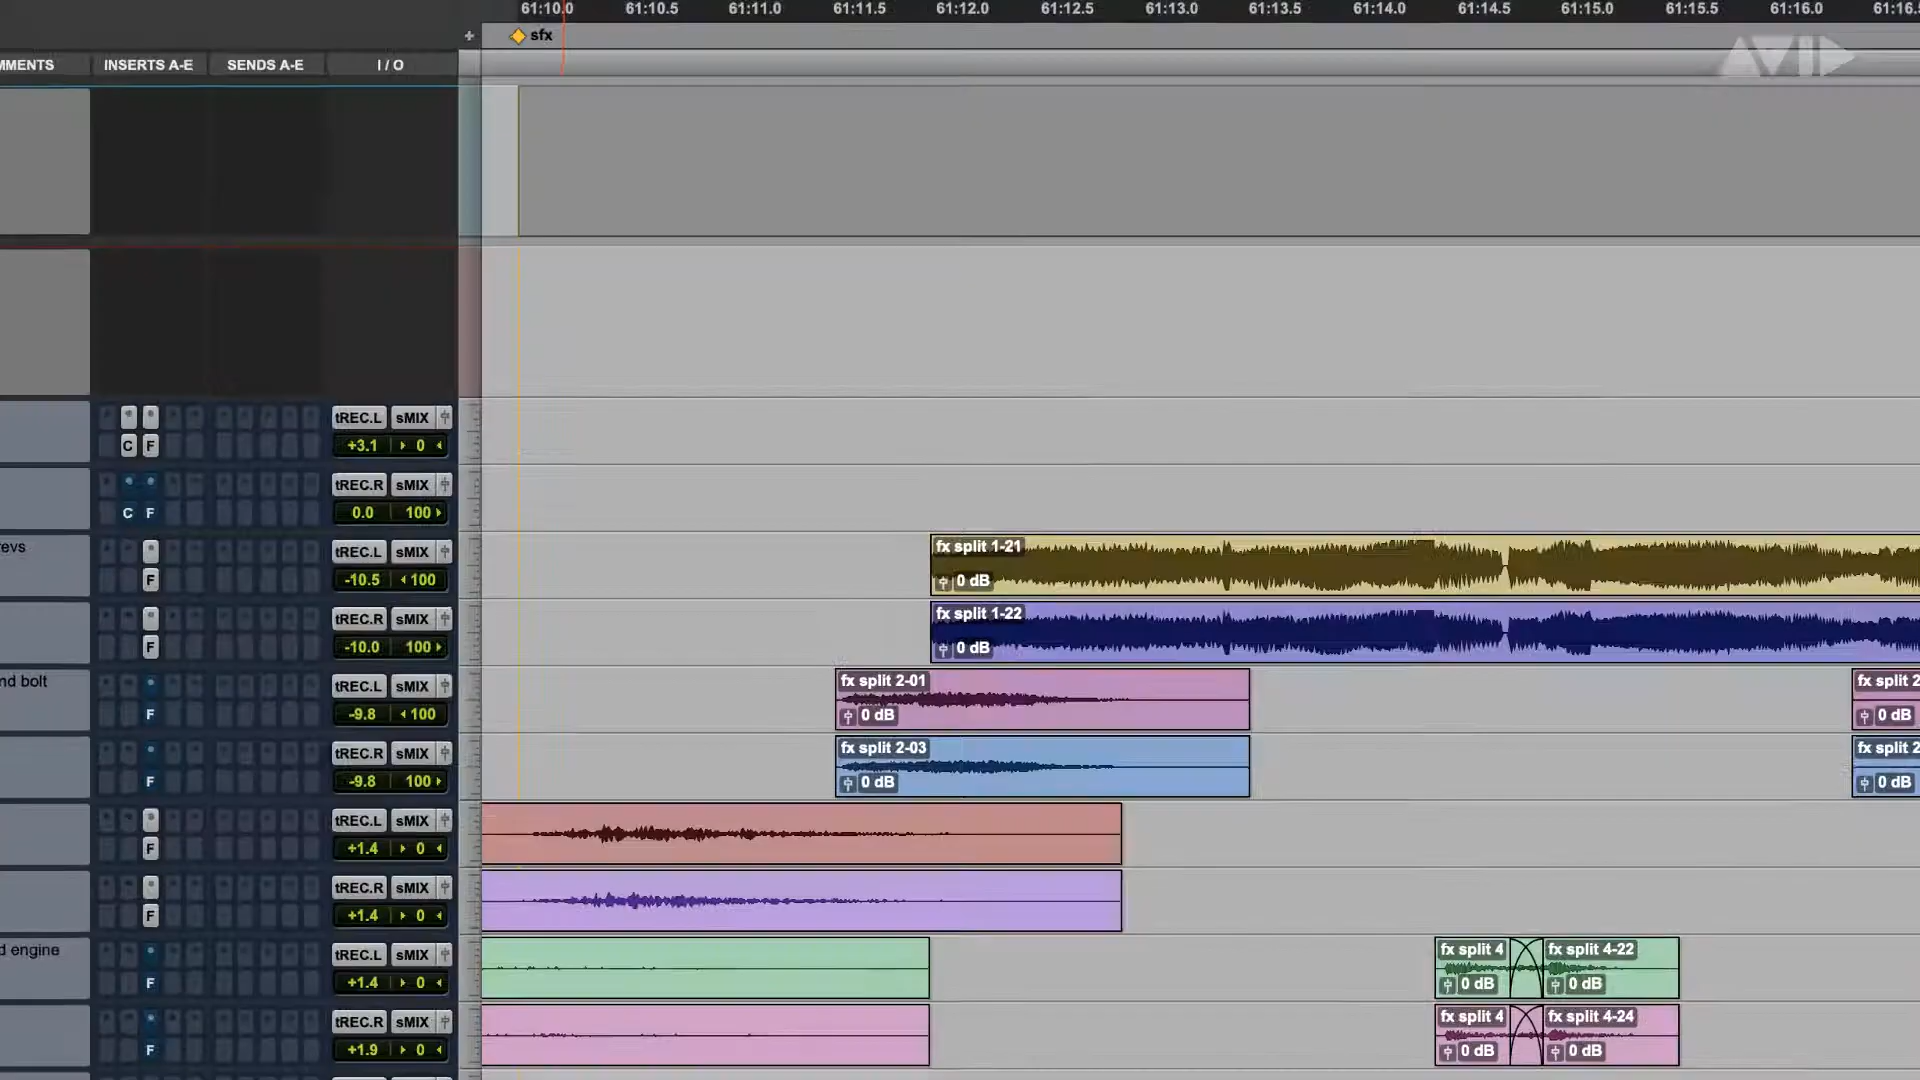 61:10.0 61:10.5 61:11.0 61:11.5 61:12.0 61:12.5 61:13.0 61:13.5 61:14.0 61:14.5 61:15.0 61:15.5 61:16.0 61:16.5
+ sfx
AVID
MMENTS INSERTS A-E SENDS A-E I / O
tREC.L sMIX
C F +3.1 0
tREC.R sMIX
C F 0.0 100
evs tREC.L sMIX fx split 1-21
F -10.5 100 0 dB
tREC.R sMIX fx split 1-22
F -10.0 100 0 dB
nd bolt tREC.L sMIX fx split 2-01 fx split 2
F -9.8 100 0 dB 0 dB
tREC.R sMIX fx split 2-03 fx split 2
F -9.8 100 0 dB 0 dB
tREC.L sMIX
F +1.4 0
tREC.R sMIX
F +1.4 0
d engine tREC.L sMIX fx split 4 fx split 4-22
F +1.4 0 0 dB 0 dB
tREC.R sMIX fx split 4 fx split 4-24
F +1.9 0 0 dB 0 dB